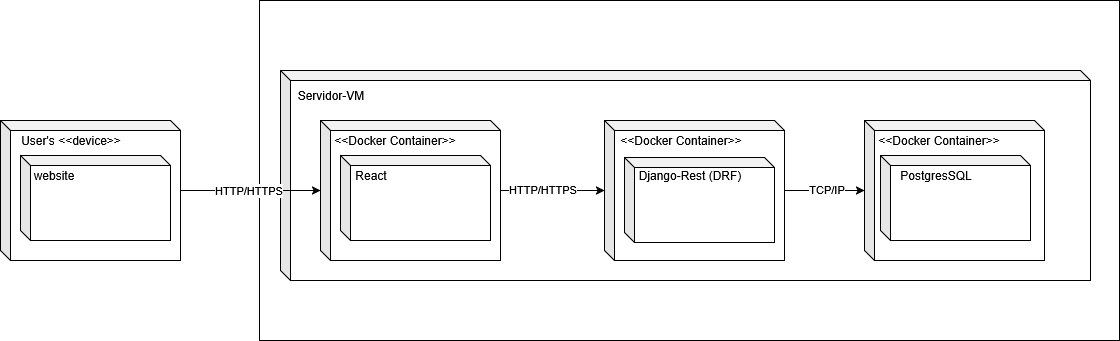 Servidor-VM
User's <<device>>
website
HTTP/HTTPS
<<Docker Container>>
React
HTTP/HTTPS
<<Docker Container>>
Django-Rest (DRF)
TCP/IP
<<Docker Container>>
PostgresSQL